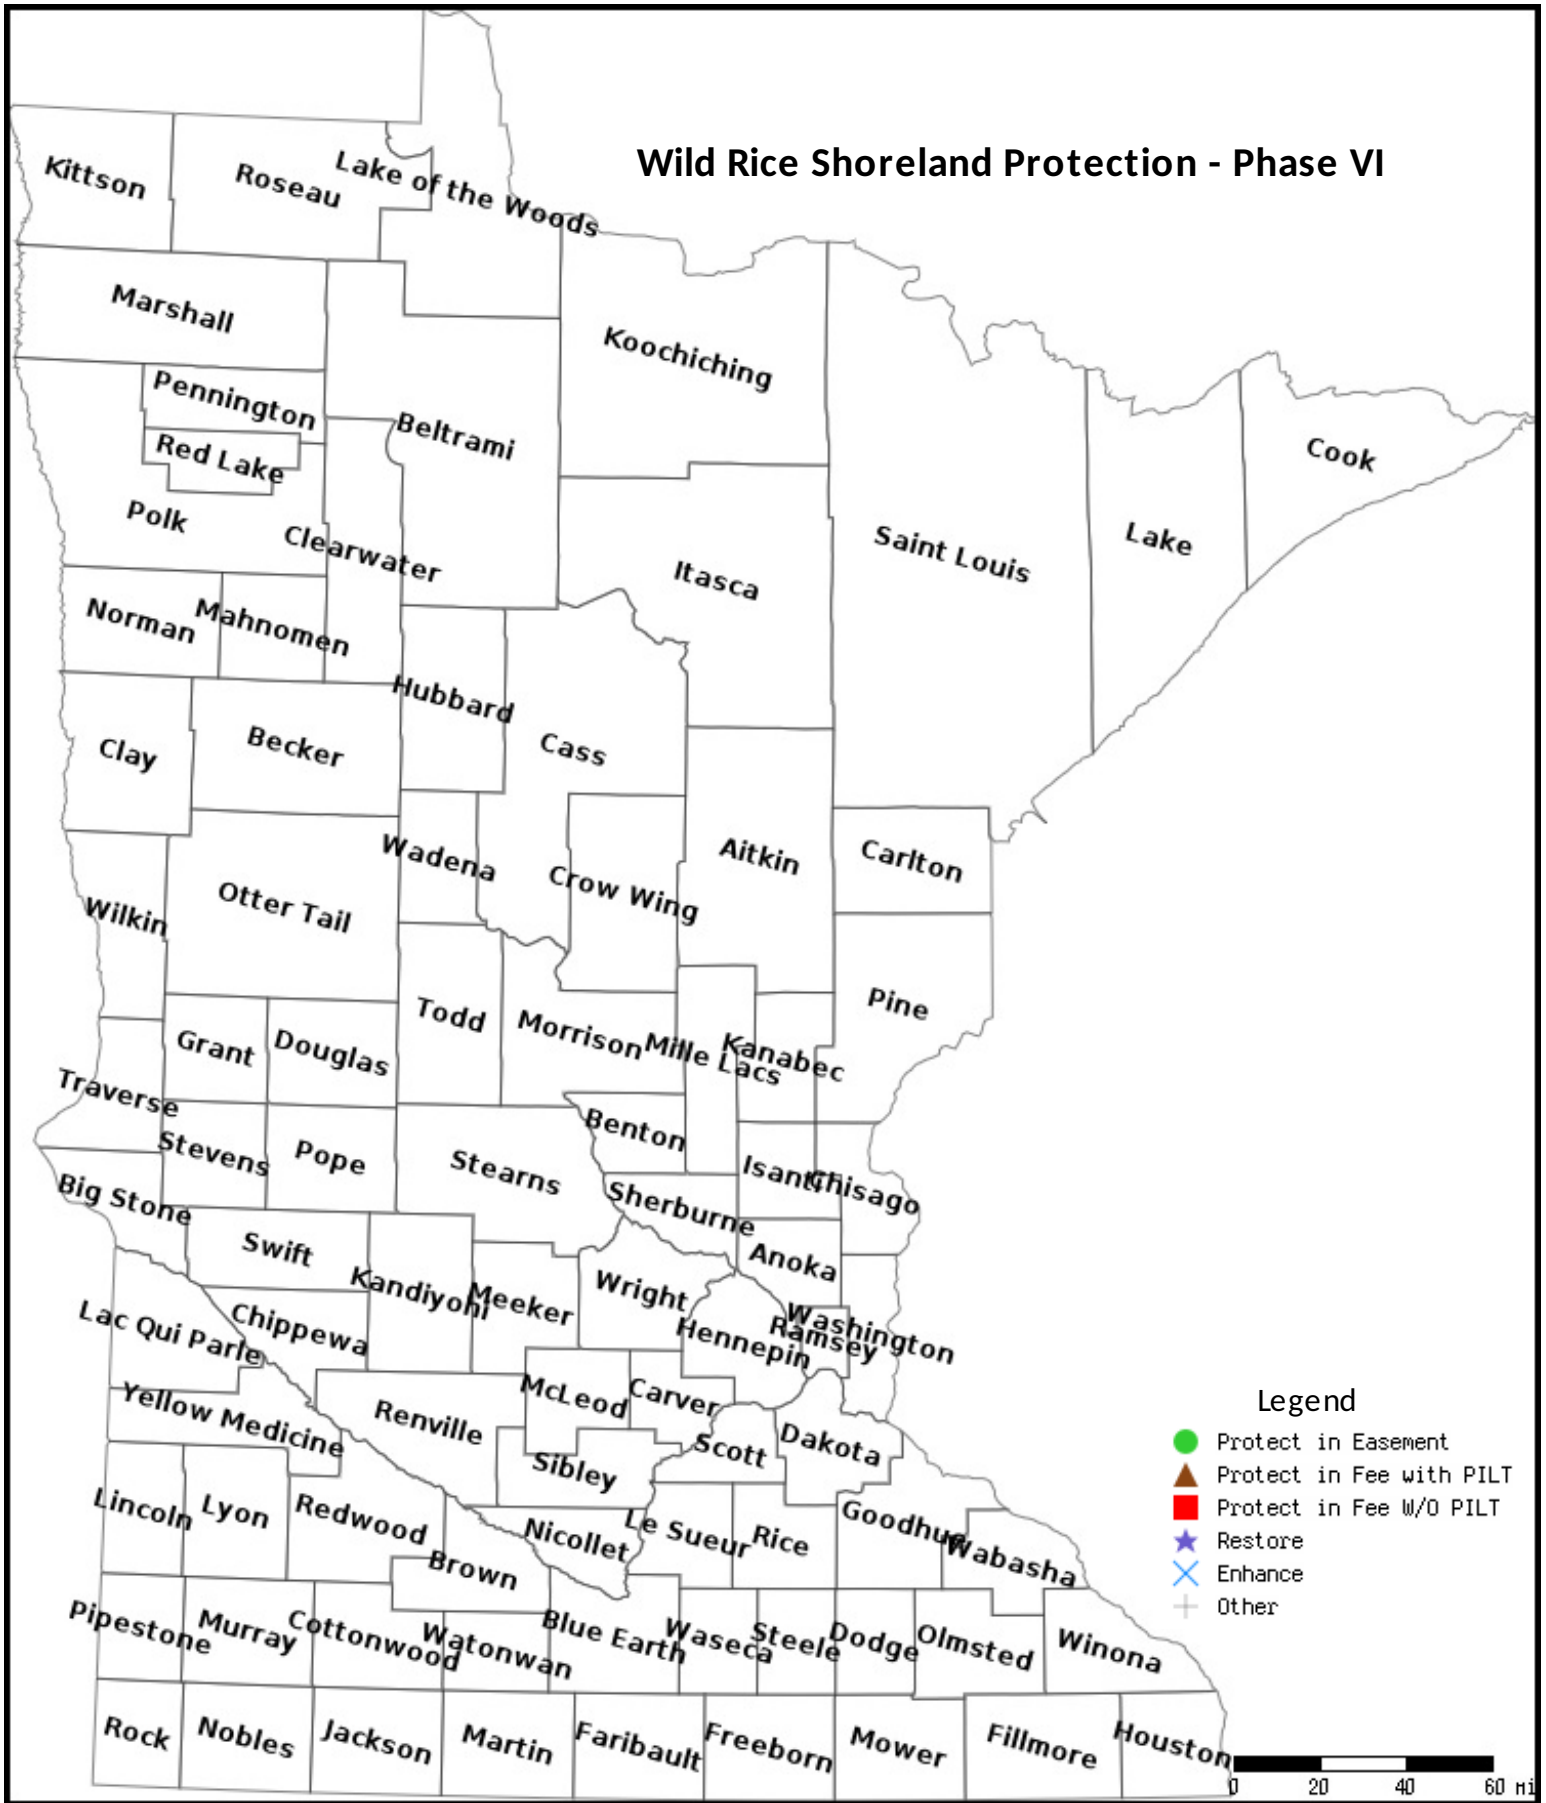 Wild Rice Shoreland Protection - Phase VI
Kittson
Roseau
Lake of the Woods
Marshall
Koochiching
Pennington
Beltrami
Red Lake
Cook
Polk
Clearwater
Saint Louis
Lake
Itasca
Norman
Mahnomen
Hubbard
Clay
Becker
Cass
Wadena
Aitkin
Carlton
Otter Tail
Crow Wing
Wilkin
Pine
Todd
Morrison
Mille Lacs
Kanabec
Grant
Douglas
Traverse
Stevens
Pope
Stearns
Benton
Isanti
Chisago
Big Stone
Sherburne
Swift
Anoka
Kandiyohi
Meeker
Wright
Washington
Ramsey
Hennepin
Lac Qui Parle
Chippewa
McLeod
Carver
Yellow Medicine
Renville
Scott
Dakota
Sibley
Lincoln
Lyon
Redwood
Nicollet
Le Sueur
Rice
Goodhue
Wabasha
Brown
Pipestone
Murray
Cottonwood
Watonwan
Blue Earth
Waseca
Steele
Dodge
Olmsted
Winona
Rock
Nobles
Jackson
Martin
Faribault
Freeborn
Mower
Fillmore
Houston
Legend
Protect in Easement
Protect in Fee with PILT
Protect in Fee W/O PILT
Restore
Enhance
Other
0 20 40 60 mi